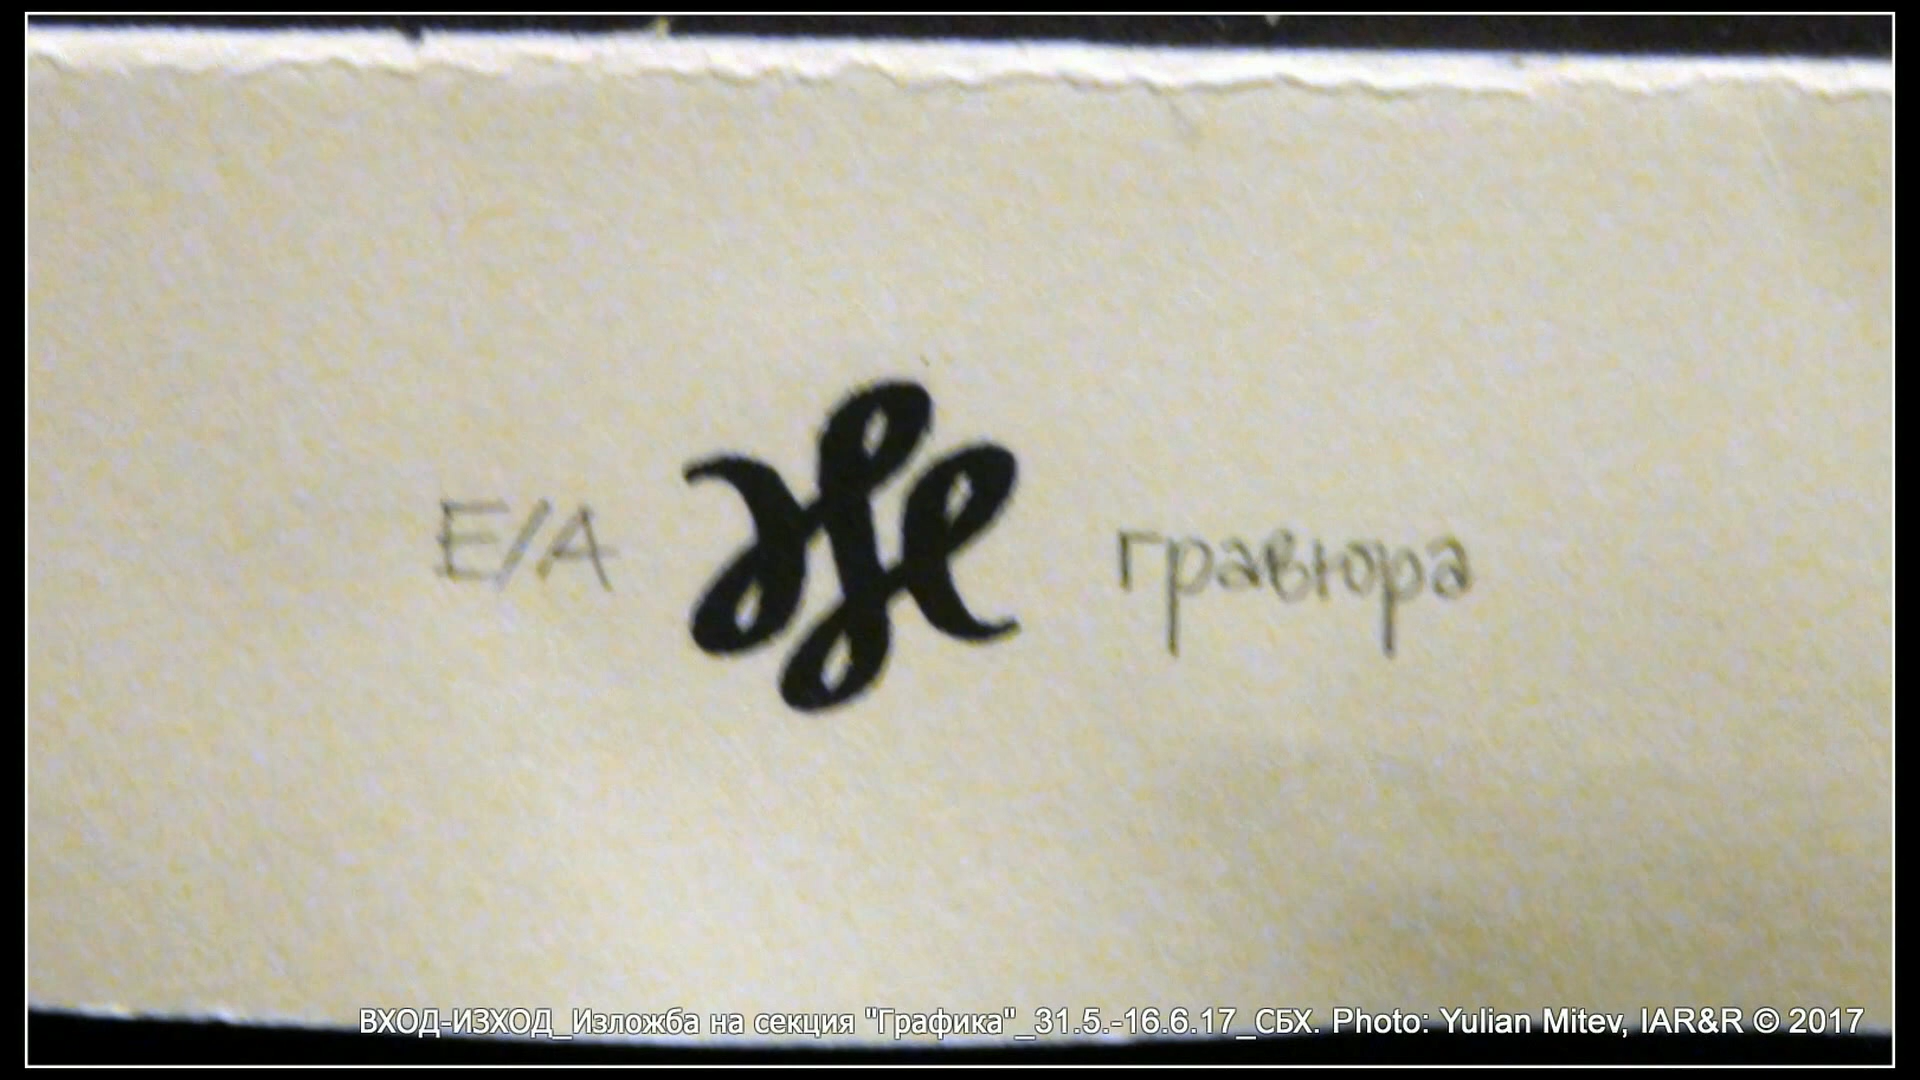 Е/А Ж гравюра
ВХОД-ИЗХОД_Изложба на секция "Графика"_31.5.-16.6.17_СБХ. Photo: Yulian Mitev, IAR&R © 2017